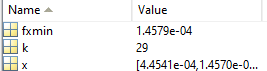 Name Value
fxmin 1.4579e-04
k 29
x [4.4541e-04,1.4570e-0...